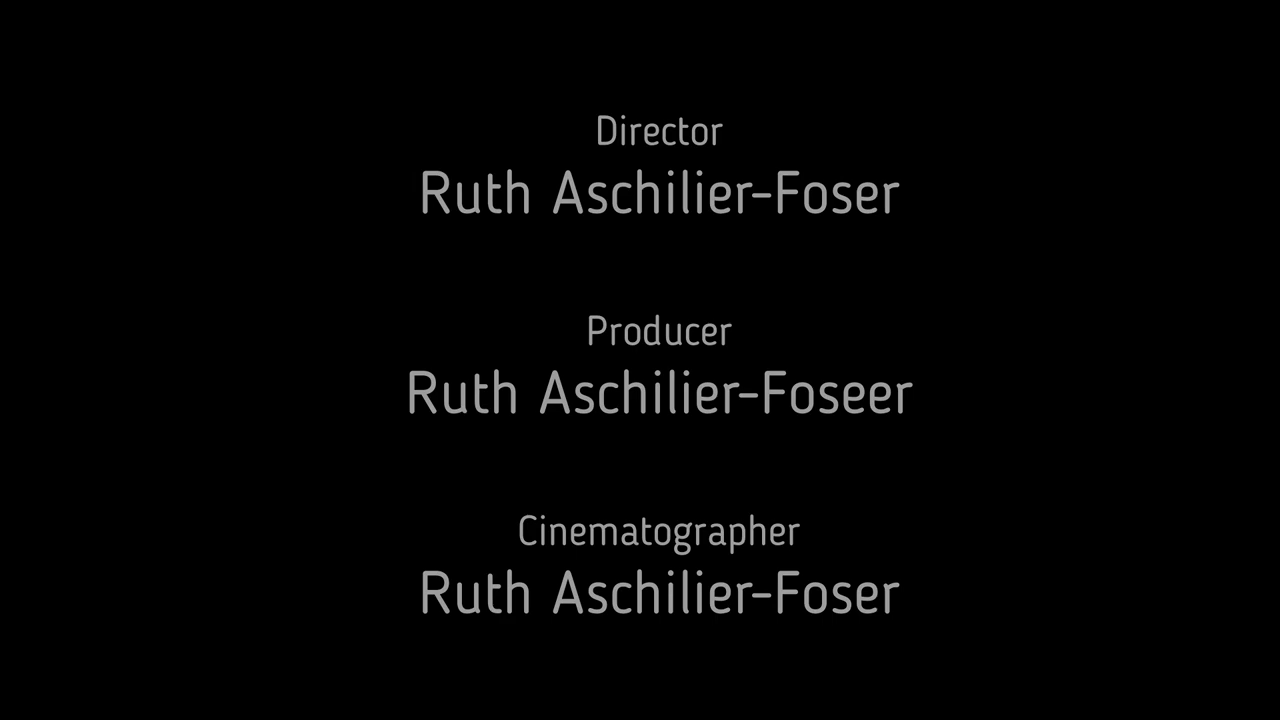 Director
Ruth Aschilier-Foser
Producer
Ruth Aschilier-Foseer
Cinematographer
Ruth Aschilier-Foser